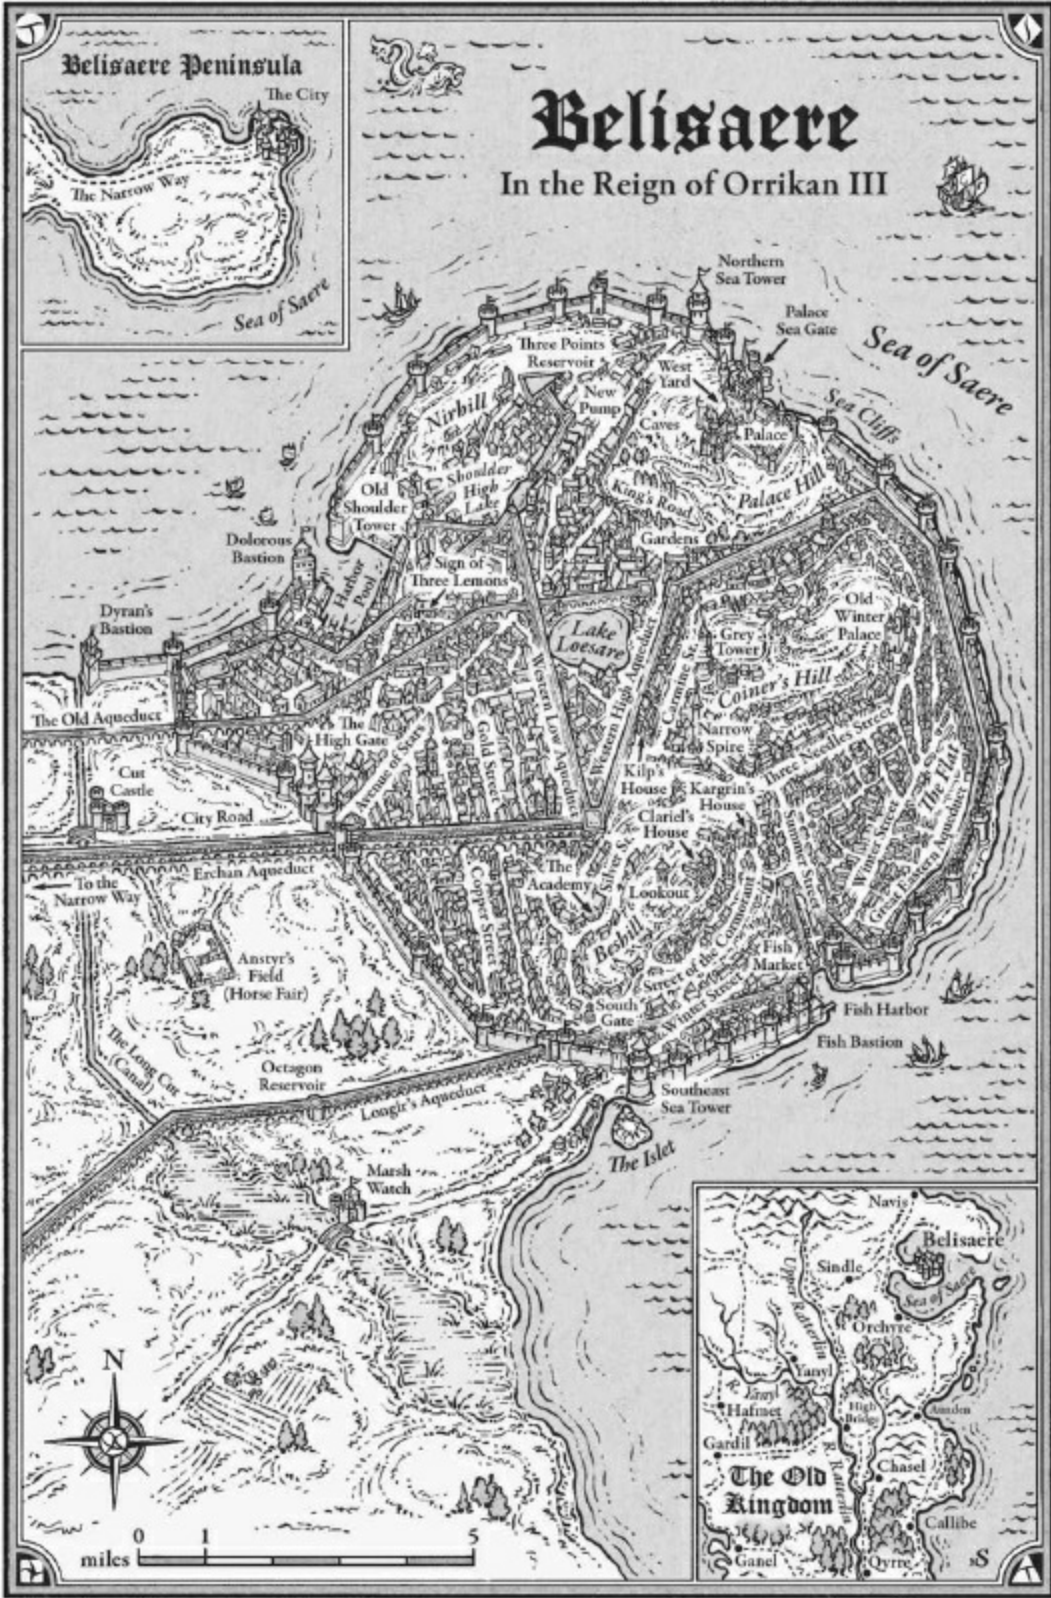 Belisaere Peninsula
The City
The Narrow Way
Sea of Saere
Belisaere
In the Reign of Orrikan III
Northern
Sea Tower
Palace
Sea Gate
Sea of Saere
Sea Cliffs
Three Points
Reservoir
West
Yard
New
Pump
Nirhill
Caves
Palace
Shoulder
High
Lake
Old
Shoulder
Tower
King's Road
Palace Hill
Gardens
Dolorous
Bastion
Harbor
Pool
Sign of
Three Lemons
Dyran's
Bastion
Lake
Loesare
Old
Winter
Palace
Grey
Tower
Coiner's Hill
Carmine St.
Western High Aqueduct
Western Low Aqueduct
The Old Aqueduct
The
High Gate
Avenue of Stars
Gold Street
Narrow
Spire
Three Needles Street
The Flat
Cut
Castle
City Road
Kilp's
House
Kargrin's
House
Clariel's
House
Summer Street
Winter Street
Great Eastern Aqueduct
Erchan Aqueduct
To the
Narrow Way
The
Academy
Silver St.
Lookout
Copper Street
Beshill
Street of the Cormorant
Fish
Market
Anstyr's
Field
(Horse Fair)
South
Gate
Winter Street
Fish Harbor
Fish Bastion
The Long Cut
(Canal)
Octagon
Reservoir
Longir's Aqueduct
Southeast
Sea Tower
The Islet
Marsh
Watch
N
0 1 5
miles
Navis
Belisaere
Sindle
Sea of Saere
Upper Ratterlin
Orchyre
Yanyl
R. Yanyl
Hafmet
High
Bridge
Gardil
R. Ratterlin
Chasel
The Old
Kingdom
Callibe
Qyrre